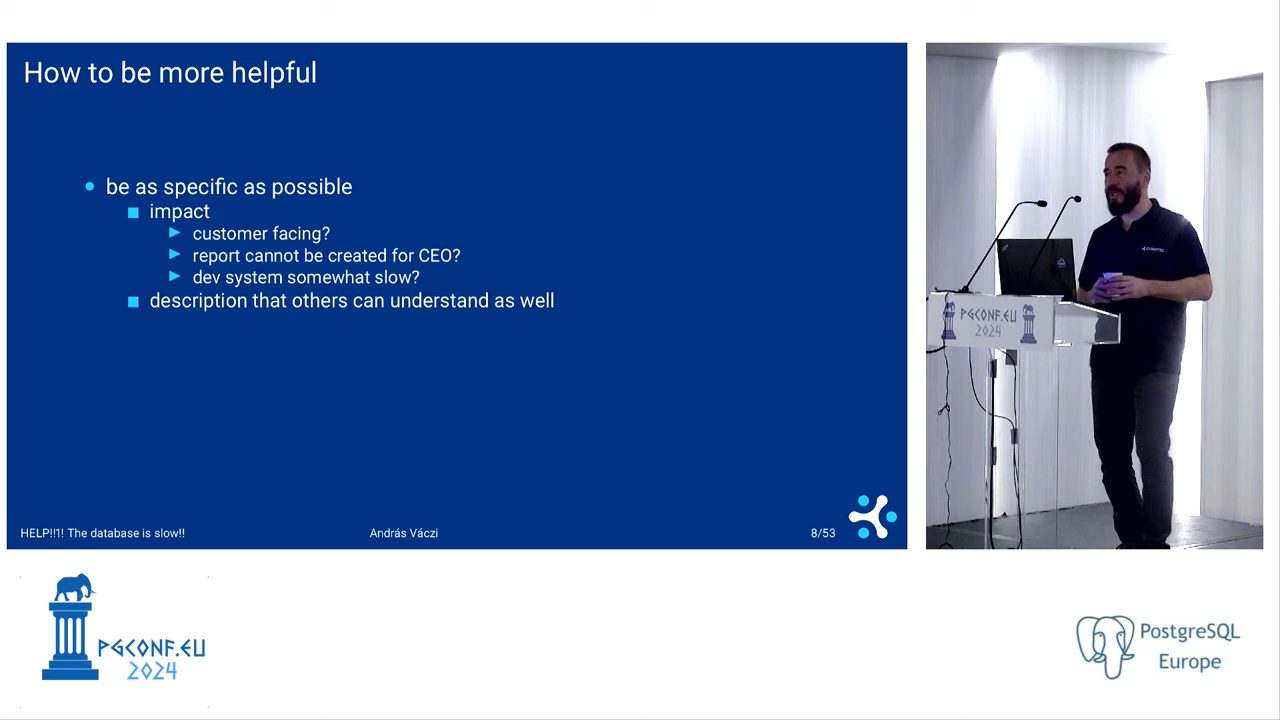 How to be more helpful
be as specific as possible
impact
customer facing?
report cannot be created for CEO?
dev system somewhat slow?
description that others can understand as well
HELP!!1! The database is slow!!
András Váczi
8/53
PGCONF.EU
2024
PGCONF.EU
2024
PostgreSQL
Europe